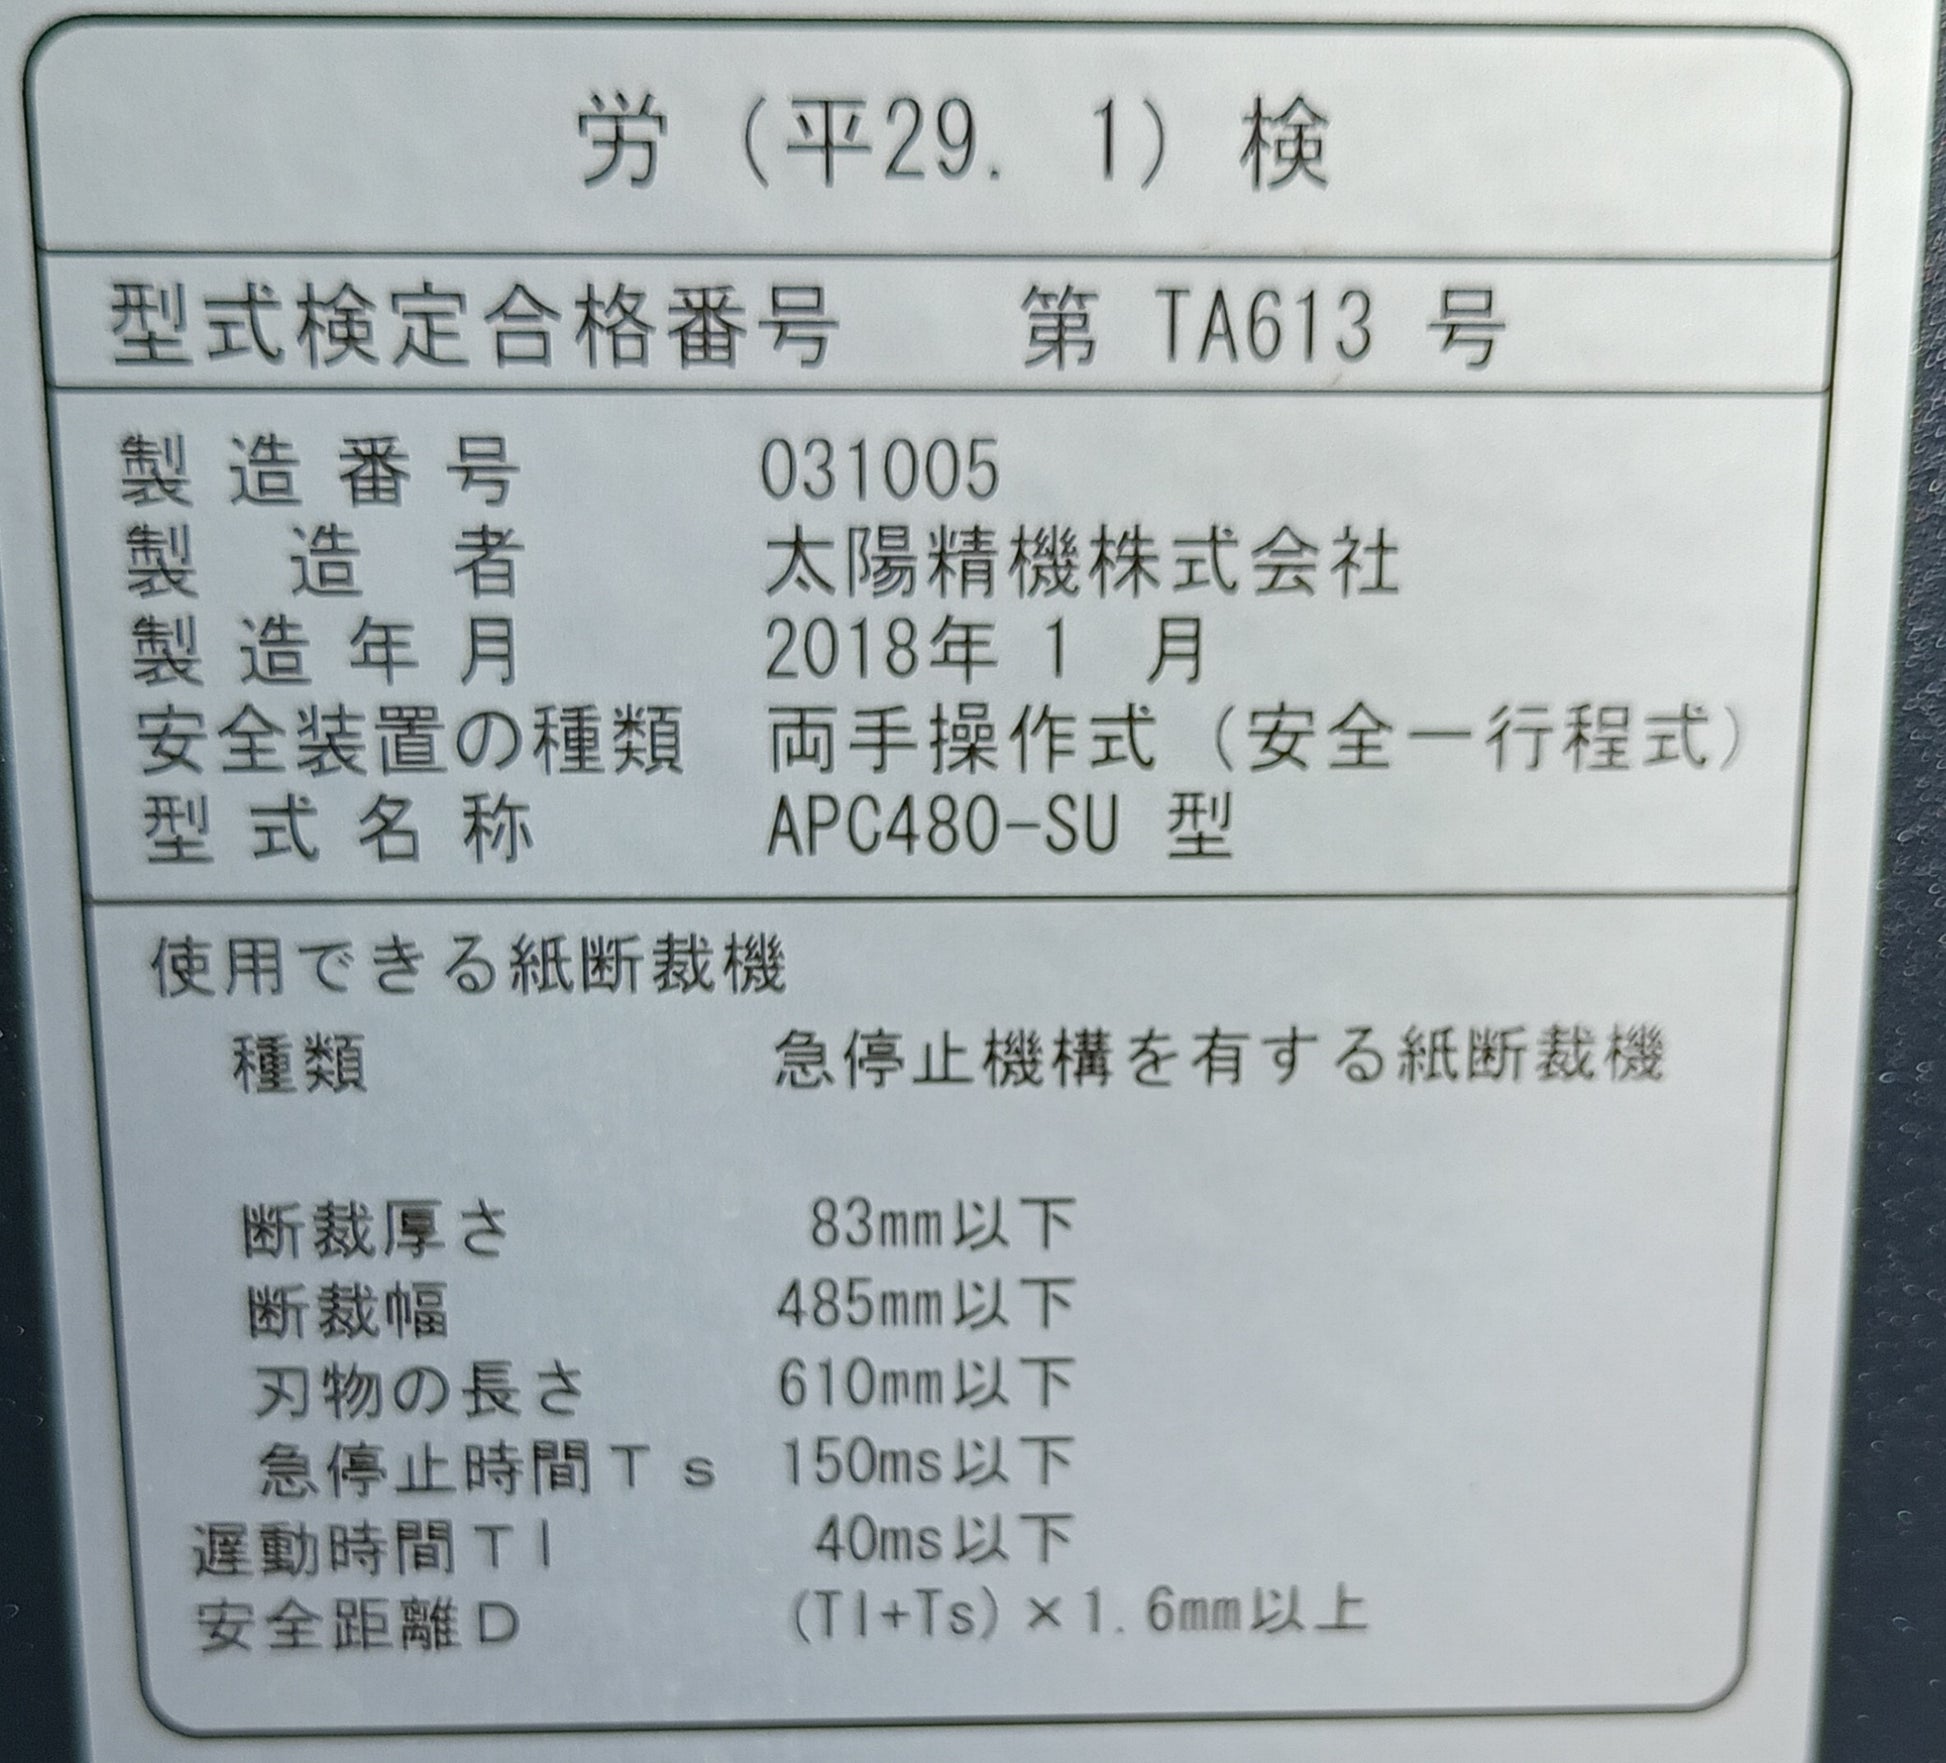 労（平29. 1）検
型式検定合格番号 第 TA613 号
製造番号 031005
製造者 太陽精機株式会社
製造年月 2018年 1 月
安全装置の種類 両手操作式（安全一行程式）
型式名称 APC480-SU 型
使用できる紙断裁機
種類 急停止機構を有する紙断裁機
断裁厚さ 83mm以下
断裁幅 485mm以下
刃物の長さ 610mm以下
急停止時間Ｔｓ 150ms以下
遅動時間Ｔｌ 40ms以下
安全距離Ｄ (Tl+Ts)×1.6mm以上